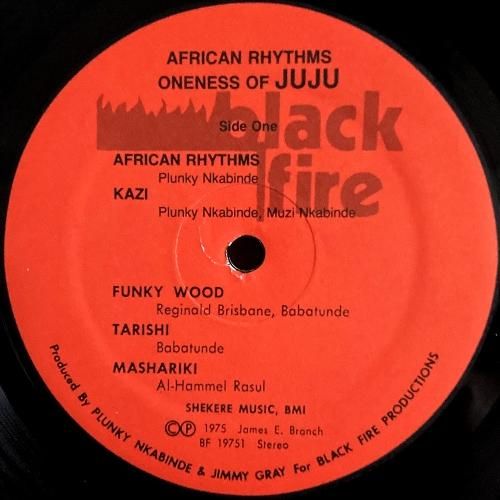 AFRICAN RHYTHMS
ONENESS OF JUJU
black
fire
Side One
AFRICAN RHYTHMS
Plunky Nkabinde
KAZI
Plunky Nkabinde, Muzi Nkabinde
FUNKY WOOD
Reginald Brisbane, Babatunde
TARISHI
Babatunde
MASHARIKI
Al-Hammel Rasul
SHEKERE MUSIC, BMI
©℗ 1975 James E. Branch
BF 19751 Stereo
Produced By PLUNKY NKABINDE & JIMMY GRAY For BLACK FIRE PRODUCTIONS